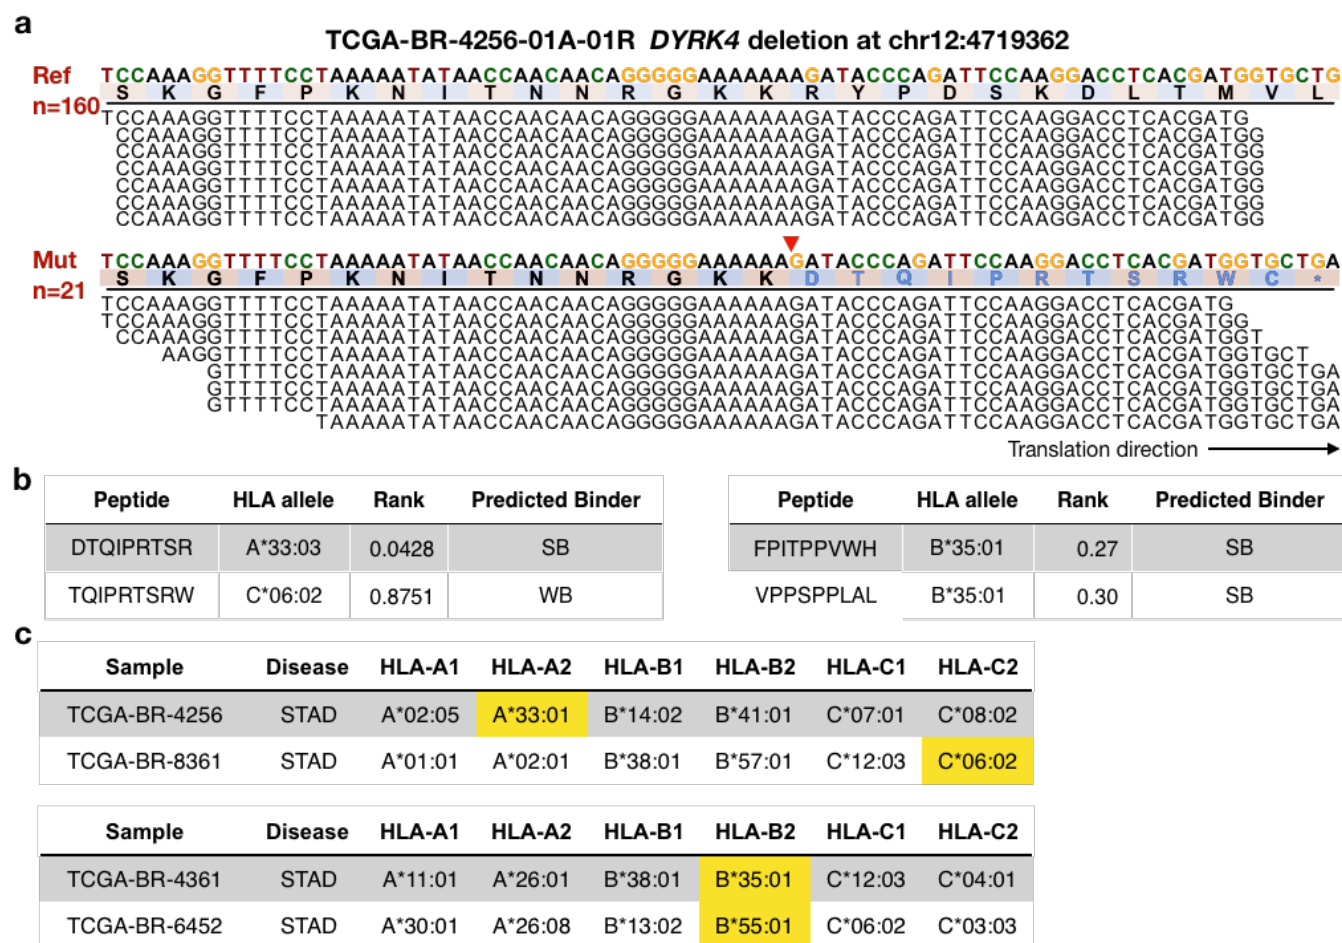 a
TCGA-BR-4256-01A-01R DYRK4 deletion at chr12:4719362
Ref TCCAAAGGTTTTCCTAAAAATATAACCAACAACAGGGGGAAAAAAAGATACCCAGATTCCAAGGACCTCACGATGGTGCTG
S K G F P K N I T N N R G K K R Y P D S K D L T M V L
n=160
TCCAAAGGTTTTCCTAAAAATATAACCAACAACAGGGGGAAAAAAAGATACCCAGATTCCAAGGACCTCACGATG
CCAAAGGTTTTCCTAAAAATATAACCAACAACAGGGGGAAAAAAAGATACCCAGATTCCAAGGACCTCACGATGG
CCAAAGGTTTTCCTAAAAATATAACCAACAACAGGGGGAAAAAAAGATACCCAGATTCCAAGGACCTCACGATGG
CCAAAGGTTTTCCTAAAAATATAACCAACAACAGGGGGAAAAAAAGATACCCAGATTCCAAGGACCTCACGATGG
CCAAAGGTTTTCCTAAAAATATAACCAACAACAGGGGGAAAAAAAGATACCCAGATTCCAAGGACCTCACGATGG
CCAAAGGTTTTCCTAAAAATATAACCAACAACAGGGGGAAAAAAAGATACCCAGATTCCAAGGACCTCACGATGG
CCAAAGGTTTTCCTAAAAATATAACCAACAACAGGGGGAAAAAAAGATACCCAGATTCCAAGGACCTCACGATGG
Mut TCCAAAGGTTTTCCTAAAAATATAACCAACAACAGGGGGAAAAAAGATACCCAGATTCCAAGGACCTCACGATGGTGCTGA
S K G F P K N I T N N R G K K D T Q I P R T S R W C *
n=21
TCCAAAGGTTTTCCTAAAAATATAACCAACAACAGGGGGAAAAAAGATACCCAGATTCCAAGGACCTCACGATG
TCCAAAGGTTTTCCTAAAAATATAACCAACAACAGGGGGAAAAAAGATACCCAGATTCCAAGGACCTCACGATGG
CCAAAGGTTTTCCTAAAAATATAACCAACAACAGGGGGAAAAAAGATACCCAGATTCCAAGGACCTCACGATGGT
AAGGTTTTCCTAAAAATATAACCAACAACAGGGGGAAAAAAGATACCCAGATTCCAAGGACCTCACGATGGTGCT
GTTTTCCTAAAAATATAACCAACAACAGGGGGAAAAAAGATACCCAGATTCCAAGGACCTCACGATGGTGCTGA
GTTTTCCTAAAAATATAACCAACAACAGGGGGAAAAAAGATACCCAGATTCCAAGGACCTCACGATGGTGCTGA
GTTTTCCTAAAAATATAACCAACAACAGGGGGAAAAAAGATACCCAGATTCCAAGGACCTCACGATGGTGCTGA
TAAAAATATAACCAACAACAGGGGGAAAAAAGATACCCAGATTCCAAGGACCTCACGATGGTGCTGA
Translation direction
b
Peptide HLA allele Rank Predicted Binder
DTQIPRTSR A*33:03 0.0428 SB
TQIPRTSRW C*06:02 0.8751 WB
Peptide HLA allele Rank Predicted Binder
FPITPPVWH B*35:01 0.27 SB
VPPSPPLAL B*35:01 0.30 SB
c
Sample Disease HLA-A1 HLA-A2 HLA-B1 HLA-B2 HLA-C1 HLA-C2
TCGA-BR-4256 STAD A*02:05 A*33:01 B*14:02 B*41:01 C*07:01 C*08:02
TCGA-BR-8361 STAD A*01:01 A*02:01 B*38:01 B*57:01 C*12:03 C*06:02
Sample Disease HLA-A1 HLA-A2 HLA-B1 HLA-B2 HLA-C1 HLA-C2
TCGA-BR-4361 STAD A*11:01 A*26:01 B*38:01 B*35:01 C*12:03 C*04:01
TCGA-BR-6452 STAD A*30:01 A*26:08 B*13:02 B*55:01 C*06:02 C*03:03